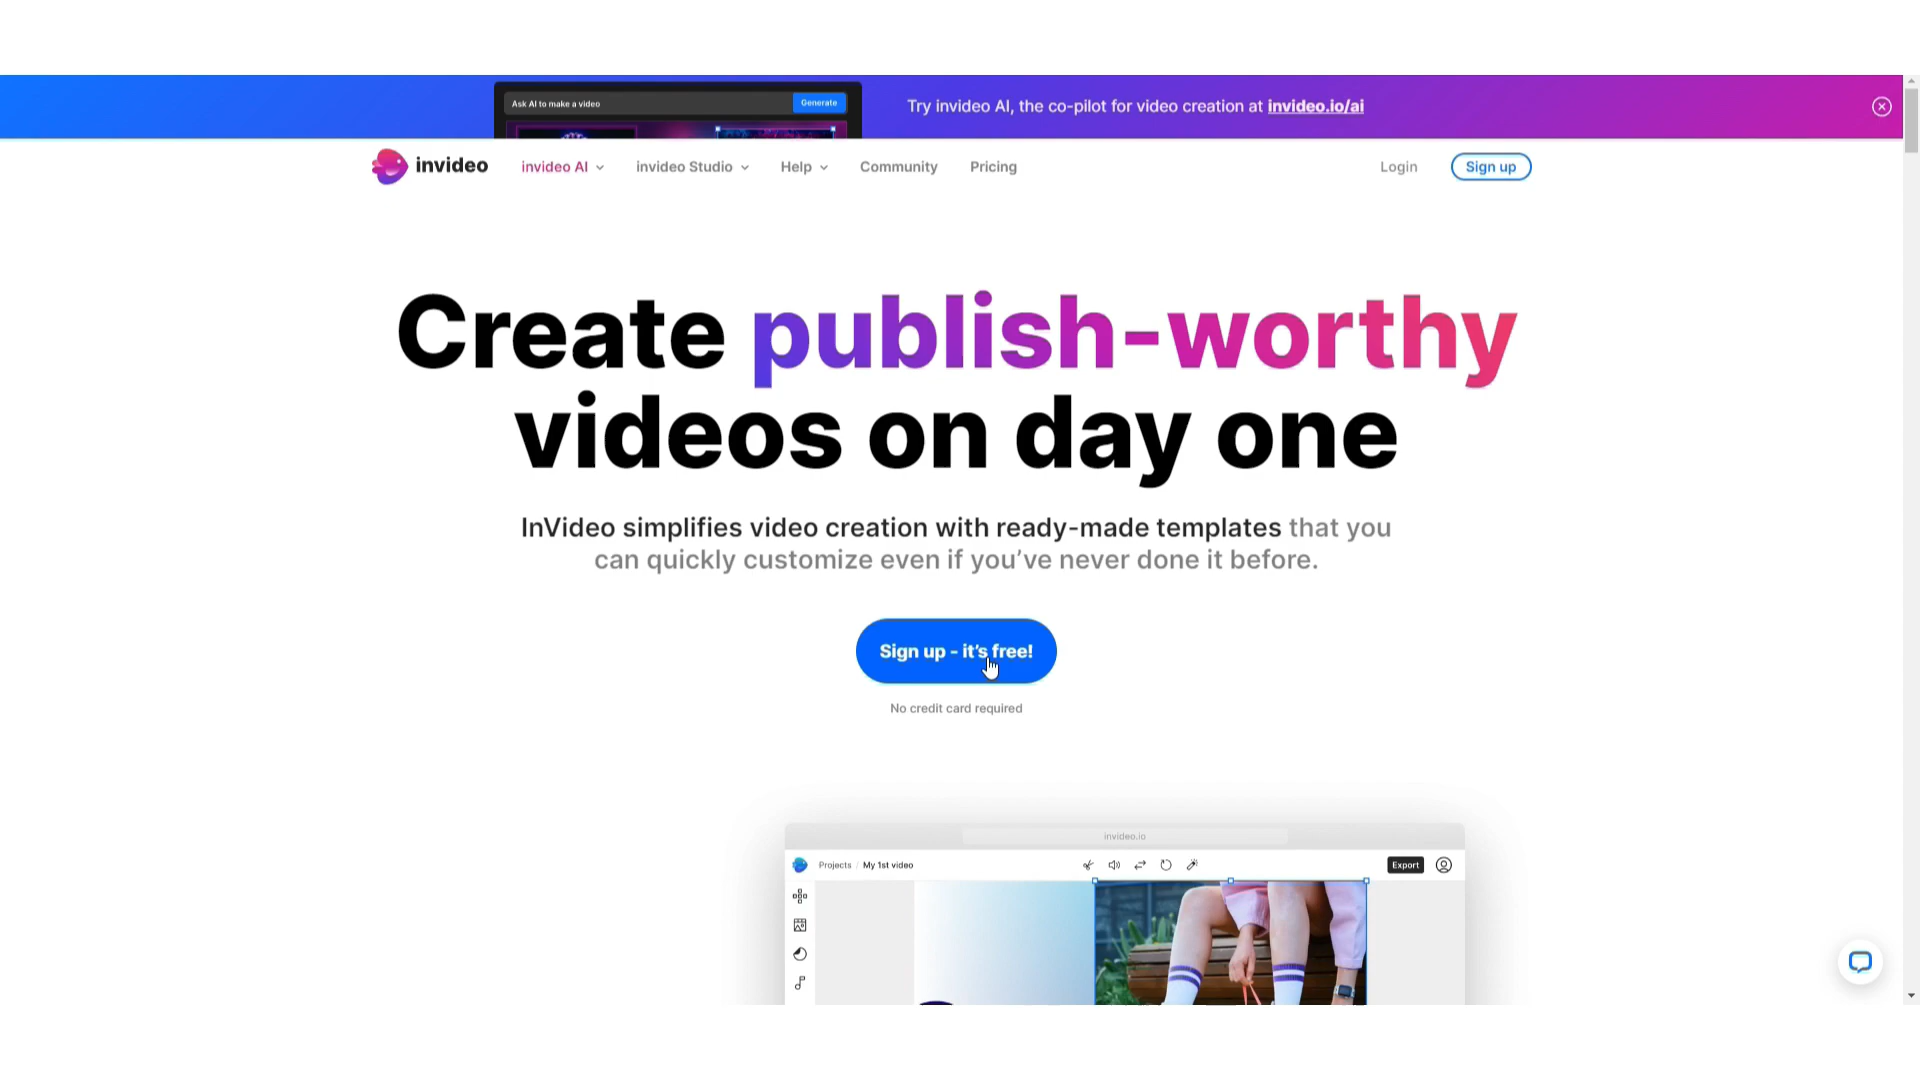 Ask AI to make a video
Generate
Try invideo AI, the co-pilot for video creation at invideo.io/ai
invideo
invideo AI
invideo Studio
Help
Community
Pricing
Login
Sign up
Create publish-worthy
videos on day one
InVideo simplifies video creation with ready-made templates that you
can quickly customize even if you’ve never done it before.
Sign up - it’s free!
No credit card required
invideo.io
Projects / My 1st video
Export